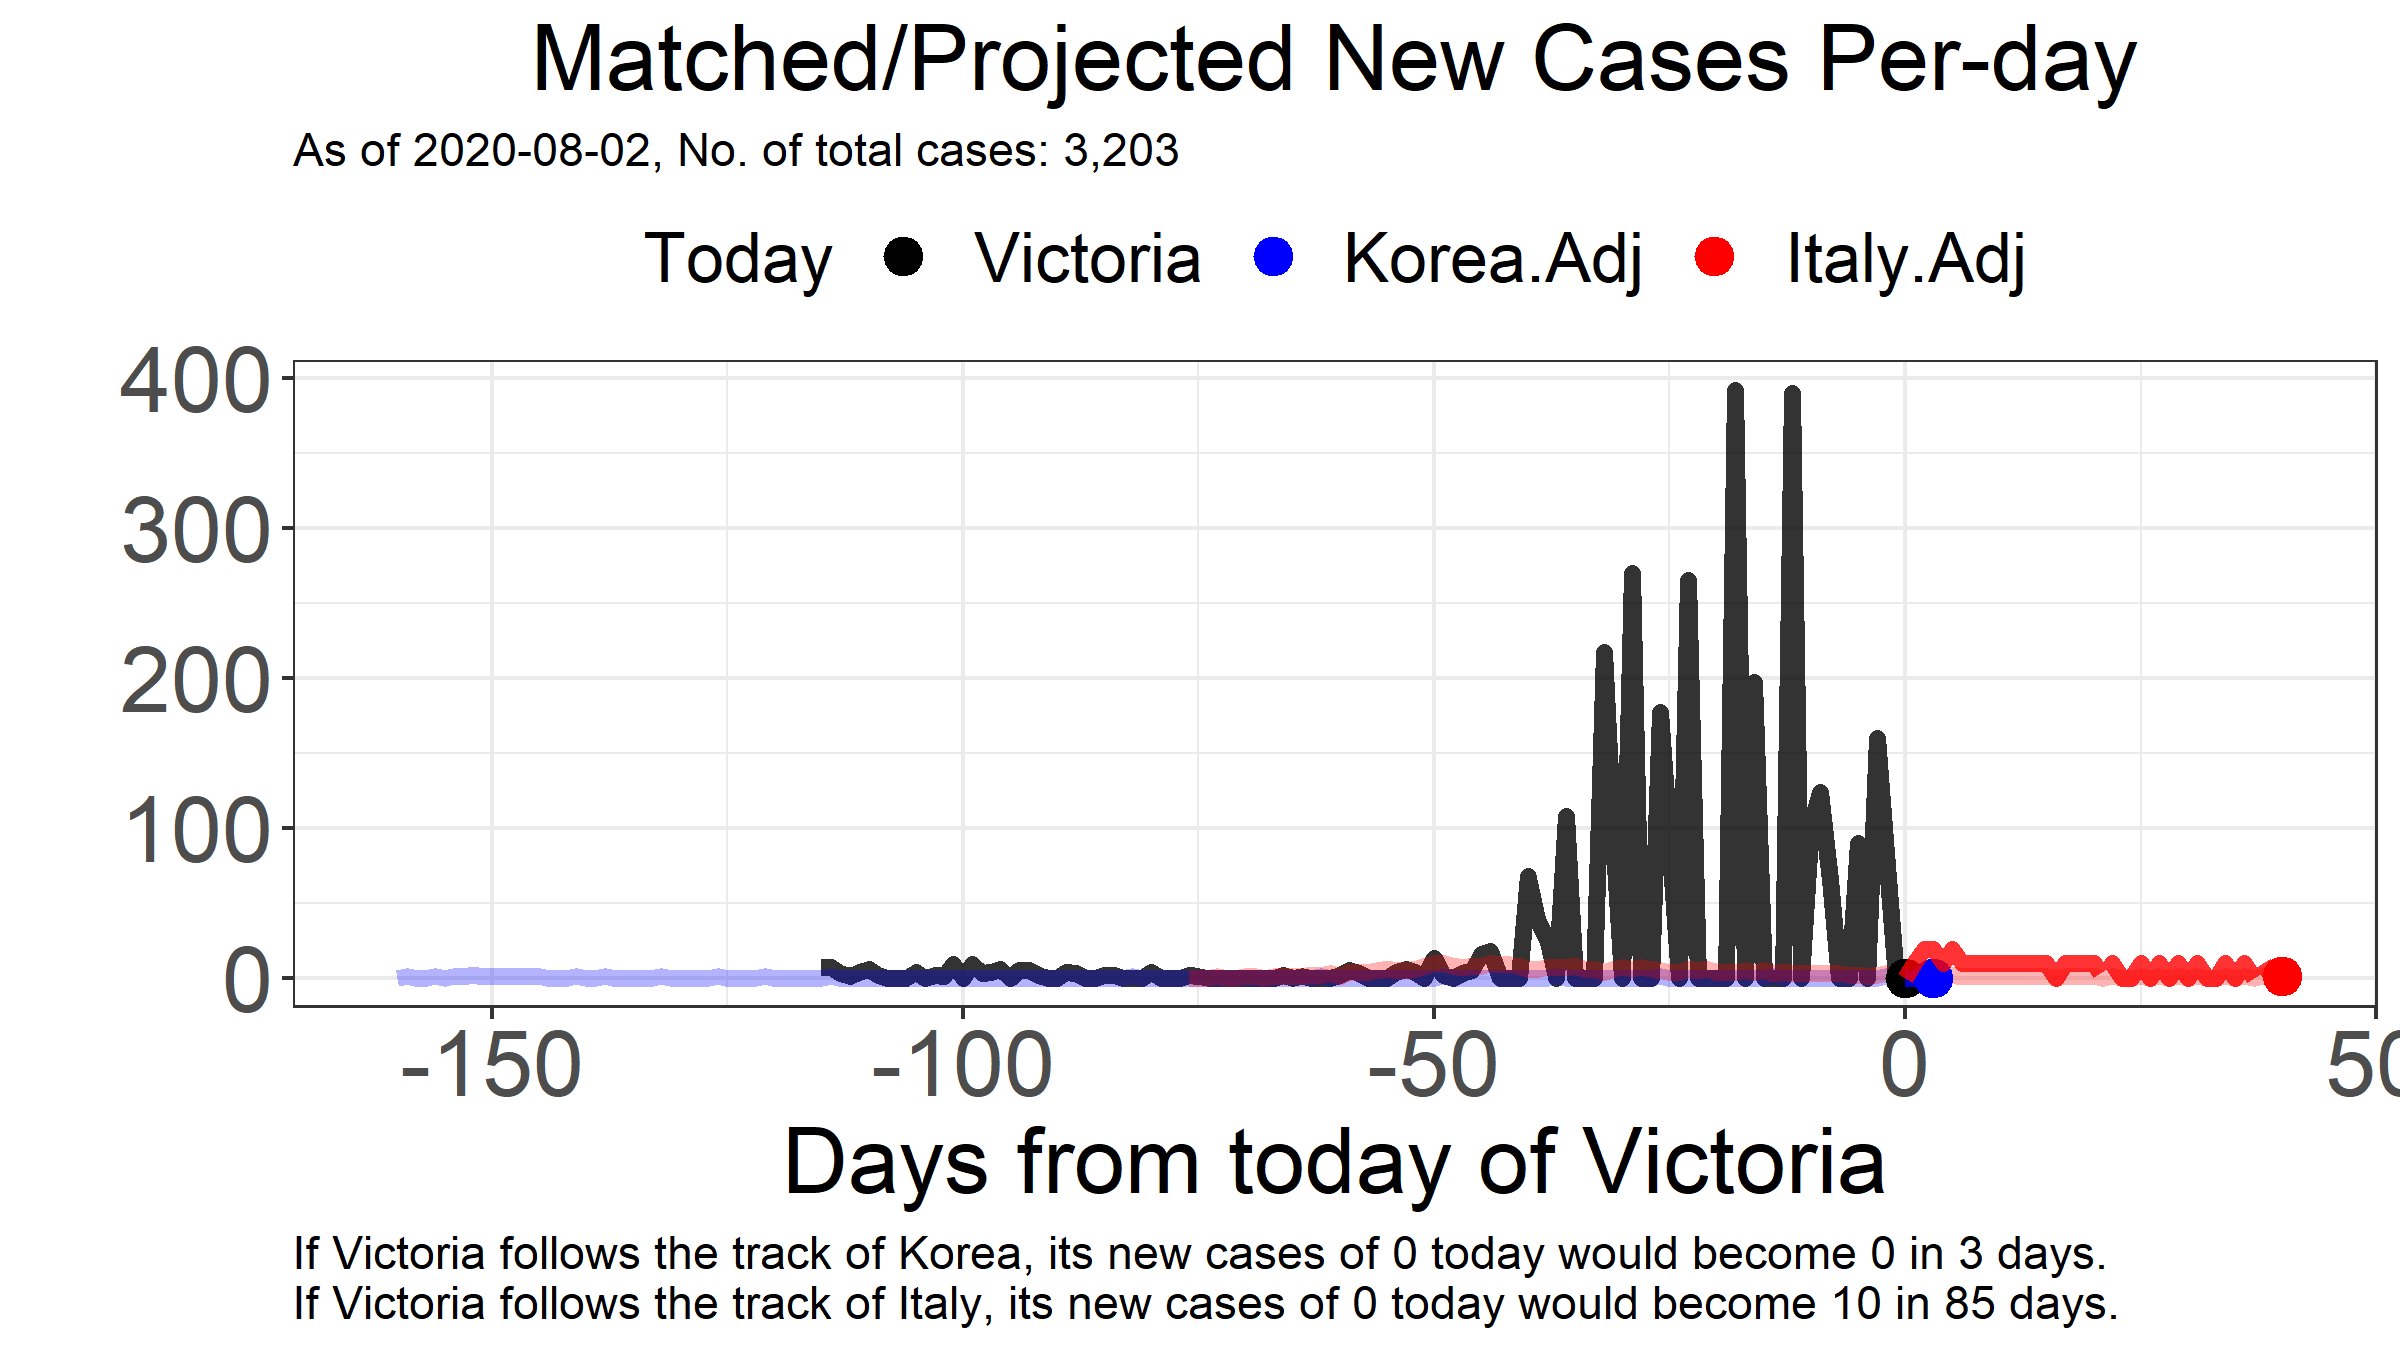 Matched/Projected New Cases Per-day
As of 2020-08-02, No. of total cases: 3,203
Today Victoria Korea.Adj Italy.Adj
400
300
200
100
0
-150 -100 -50 0 50
Days from today of Victoria
If Victoria follows the track of Korea, its new cases of 0 today would become 0 in 3 days.
If Victoria follows the track of Italy, its new cases of 0 today would become 10 in 85 days.